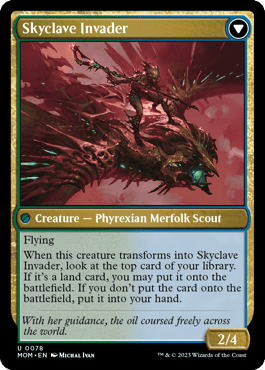 Skyclave Invader
Creature — Phyrexian Merfolk Scout
Flying
When this creature transforms into Skyclave
Invader, look at the top card of your library.
If it's a land card, you may put it onto the
battlefield. If you don't put the card onto the
battlefield, put it into your hand.
With her guidance, the oil coursed freely across
the world.
2/4
U 0078
MOM • EN Michal Ivan
™ & © 2023 Wizards of the Coast